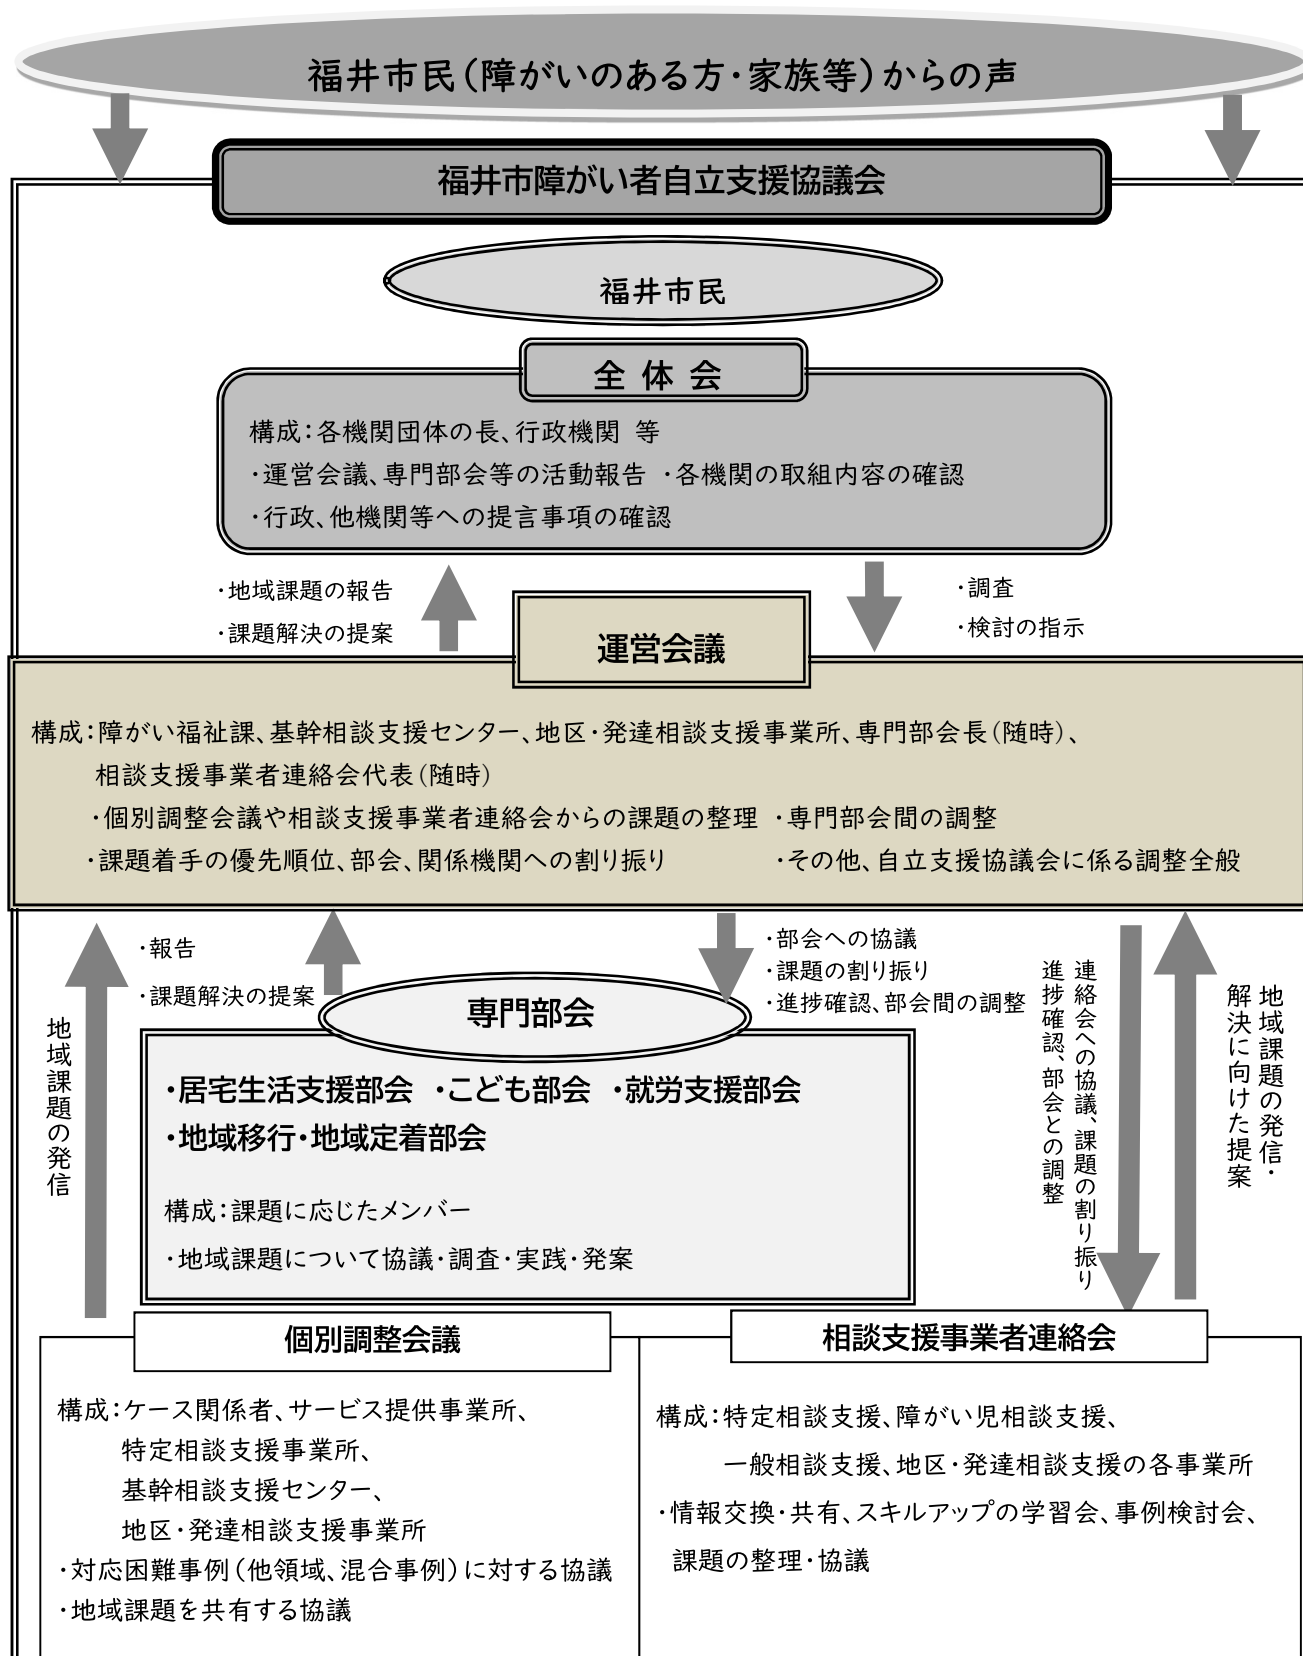 福井市民（障がいのある方・家族等）からの声
福井市障がい者自立支援協議会
福井市民
全 体 会
構成：各機関団体の長、行政機関 等
・運営会議、専門部会等の活動報告 ・各機関の取組内容の確認
・行政、他機関等への提言事項の確認
・地域課題の報告
・課題解決の提案
・調査
・検討の指示
運営会議
構成：障がい福祉課、基幹相談支援センター、地区・発達相談支援事業所、専門部会長（随時）、
相談支援事業者連絡会代表（随時）
・個別調整会議や相談支援事業者連絡会からの課題の整理 ・専門部会間の調整
・課題着手の優先順位、部会、関係機関への割り振り ・その他、自立支援協議会に係る調整全般
・報告
・課題解決の提案
・部会への協議
・課題の割り振り
・進捗確認、部会間の調整
地域課題の発信
連絡会への協議、課題の割り振り
進捗確認、部会との調整
地域課題の発信・
解決に向けた提案
専門部会
・居宅生活支援部会 ・こども部会 ・就労支援部会
・地域移行・地域定着部会
構成：課題に応じたメンバー
・地域課題について協議・調査・実践・発案
個別調整会議
構成：ケース関係者、サービス提供事業所、
特定相談支援事業所、
基幹相談支援センター、
地区・発達相談支援事業所
・対応困難事例（他領域、混合事例）に対する協議
・地域課題を共有する協議
相談支援事業者連絡会
構成：特定相談支援、障がい児相談支援、
一般相談支援、地区・発達相談支援の各事業所
・情報交換・共有、スキルアップの学習会、事例検討会、
課題の整理・協議